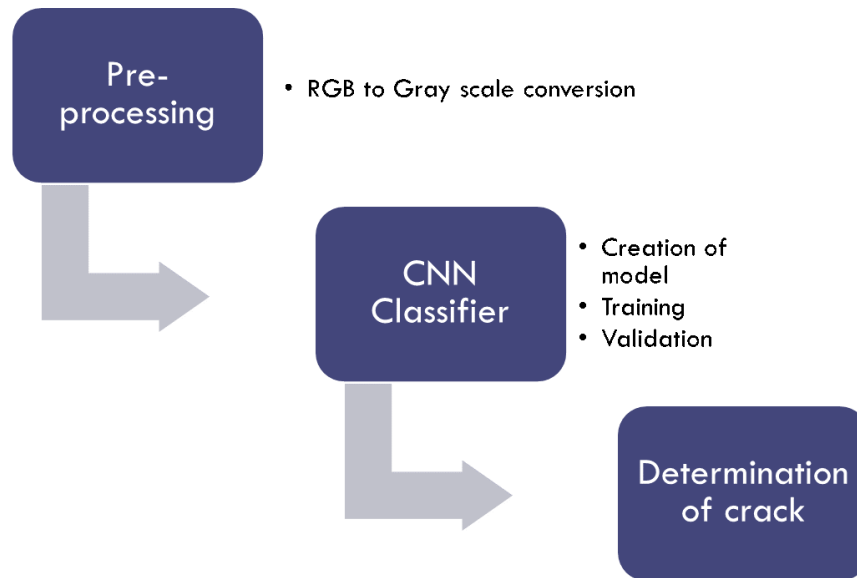 Pre-
processing
• RGB to Gray scale conversion
CNN
Classifier
• Creation of
model
• Training
• Validation
Determination
of crack